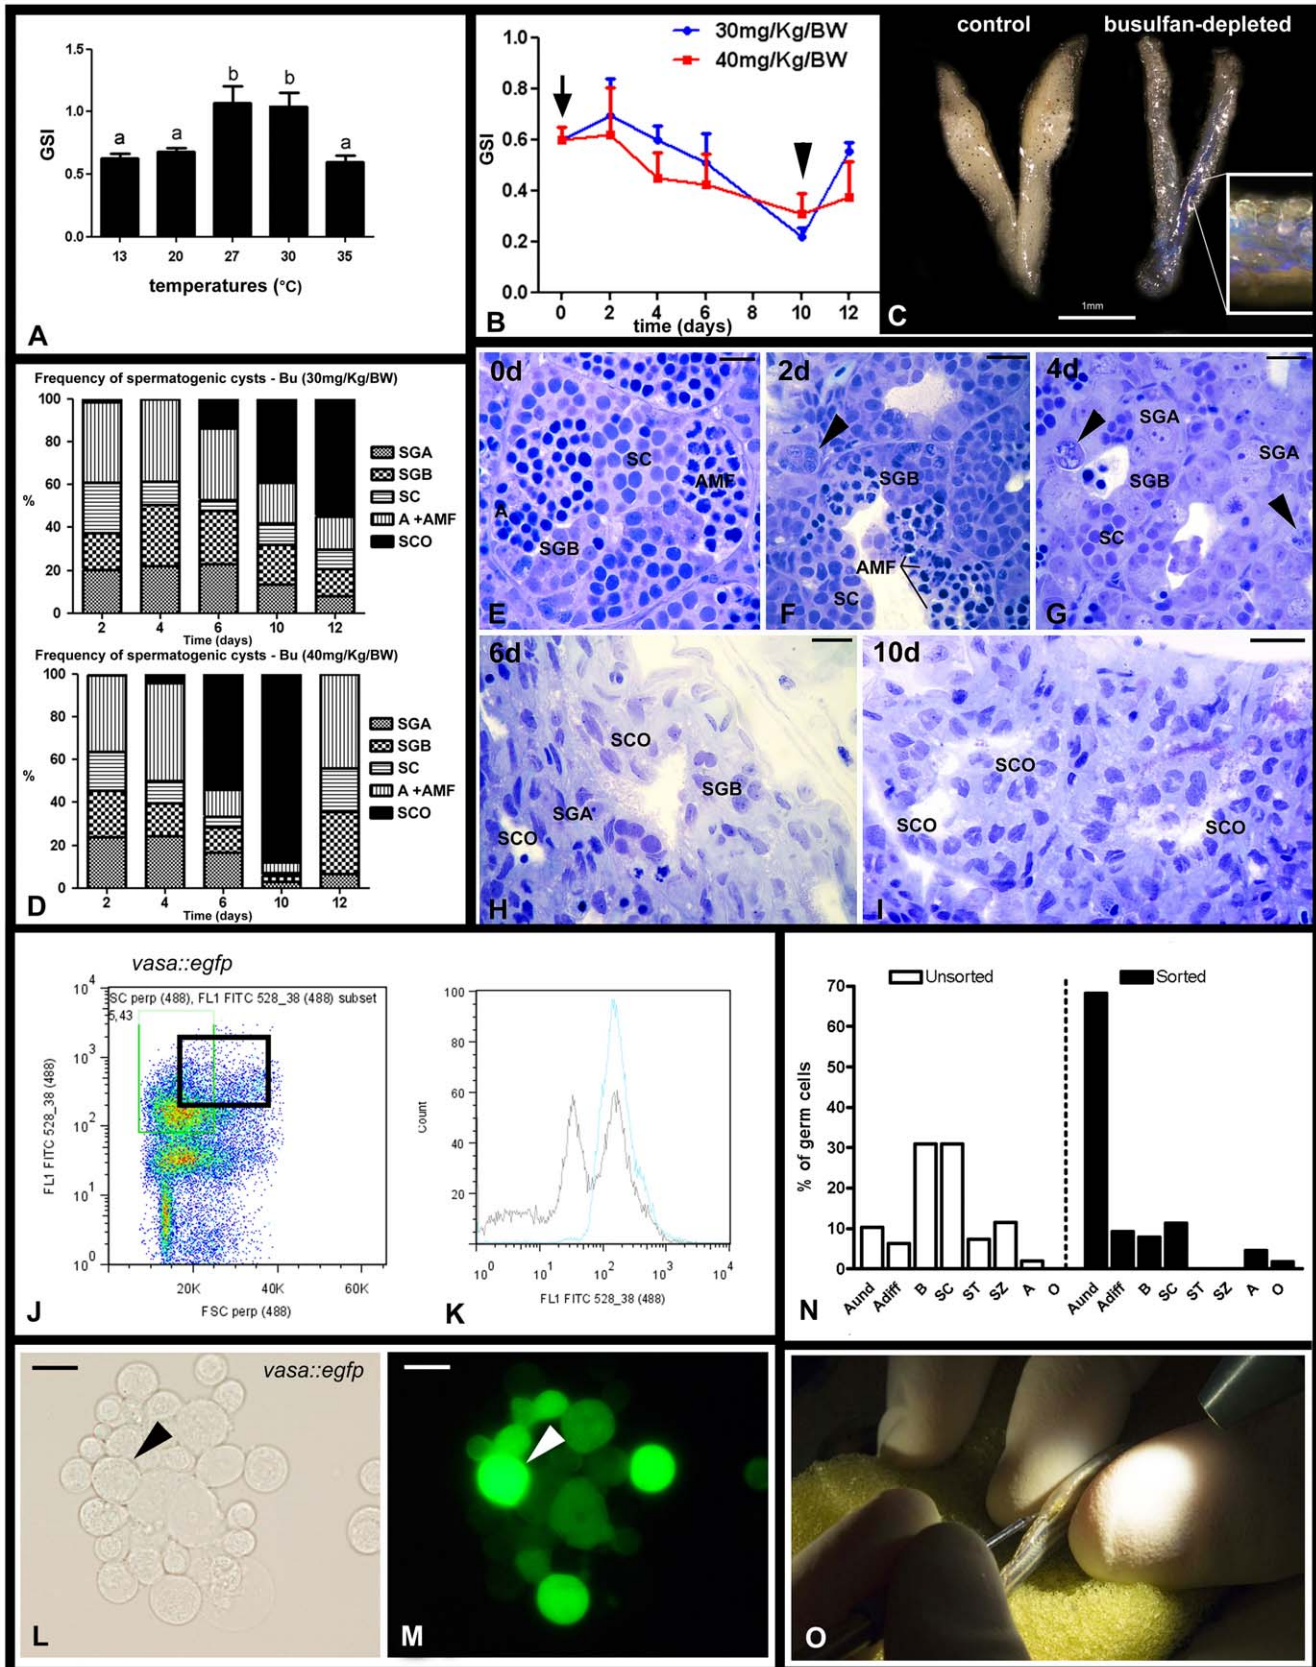 1.5
1.0
0.5
0.0
GSI
a
a
b
b
a
13
20
27
30
35
temperatures (°C)
A
30mg/Kg/BW
40mg/Kg/BW
1.0
0.8
0.6
0.4
0.2
0.0
GSI
0
2
4
6
8
10
12
time (days)
B
control
busulfan-depleted
1mm
C
Frequency of spermatogenic cysts - Bu (30mg/Kg/BW)
100
80
60
40
20
0
%
2
4
6
10
12
Time (days)
SGA
SGB
SC
A +AMF
SCO
Frequency of spermatogenic cysts - Bu (40mg/Kg/BW)
100
80
60
40
20
0
%
2
4
6
10
12
Time (days)
SGA
SGB
SC
A +AMF
SCO
D
0d
SC
AMF
A
SGB
E
2d
SGB
AMF
SC
F
4d
SGA
SGA
SGB
SC
G
6d
SCO
SGB
SGA
SCO
H
10d
SCO
SCO
SCO
I
vasa::egfp
SC perp (488), FL1 FITC 528_38 (488) subset
5,43
10^4
10^3
10^2
10^1
10^0
FL1 FITC 528_38 (488)
20K
40K
60K
FSC perp (488)
J
100
80
60
40
20
Count
10^0
10^1
10^2
10^3
10^4
FL1 FITC 528_38 (488)
K
Unsorted
Sorted
70
60
50
40
30
20
10
0
% of germ cells
Aund
Adiff
B
SC
ST
SZ
A
O
Aund
Adiff
B
SC
ST
SZ
A
O
N
vasa::egfp
L
M
O